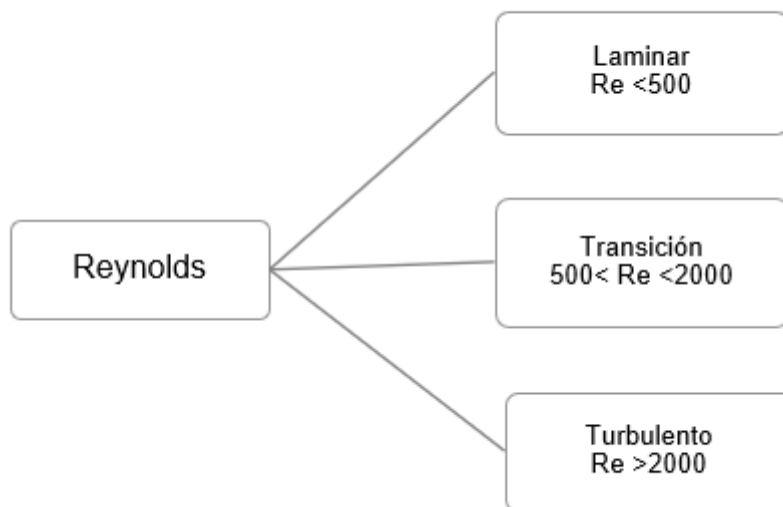 Reynolds
Laminar
Re <500
Transición
500< Re <2000
Turbulento
Re >2000